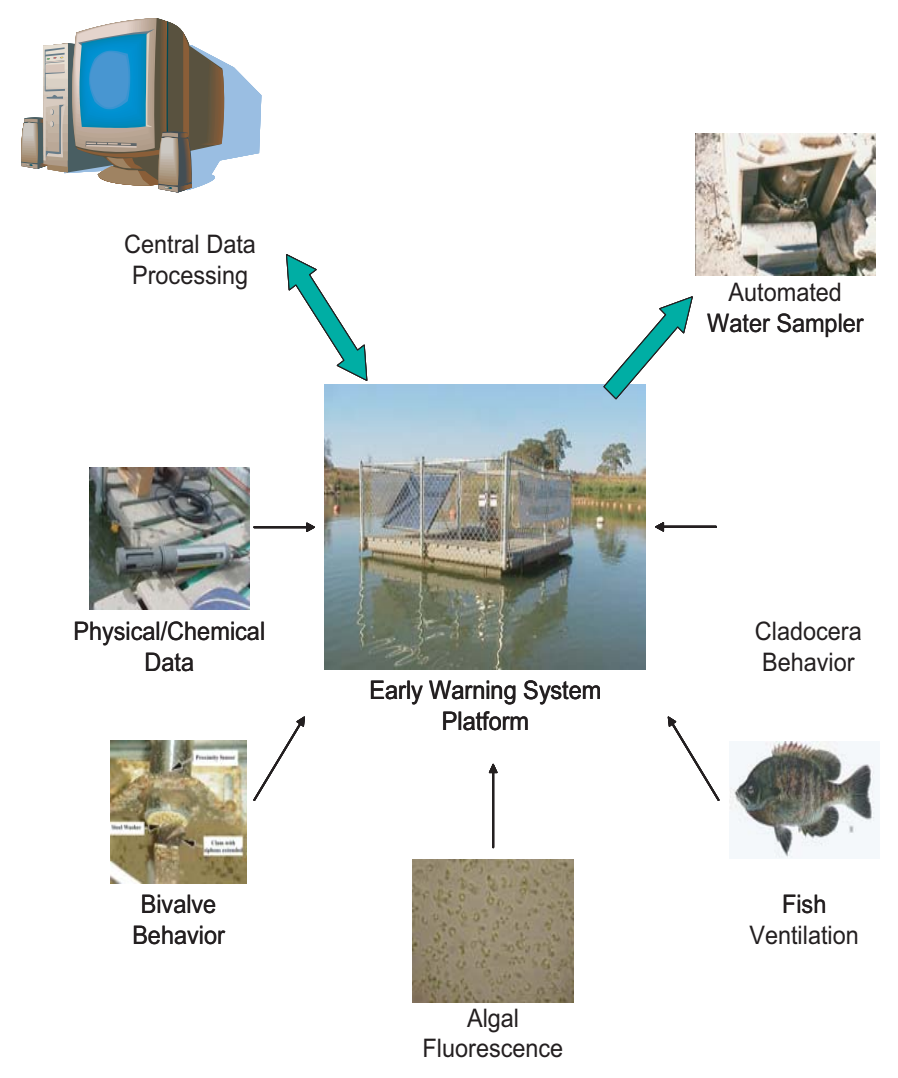 Central Data
Processing
Automated
Water Sampler
Physical/Chemical
Data
Cladocera
Behavior
Early Warning System
Platform
Proximity Sensor
Steel Washer
Clam with
siphons extended
Bivalve
Behavior
Fish
Ventilation
Algal
Fluorescence